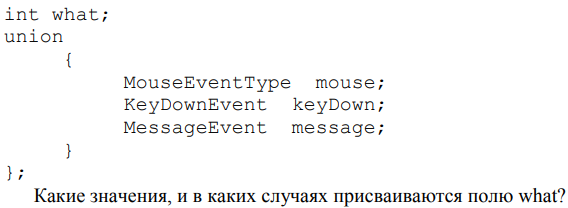 int what;
union
{
MouseEventType mouse;
KeyDownEvent keyDown;
MessageEvent message;
}
};
Какие значения, и в каких случаях присваиваются полю what?